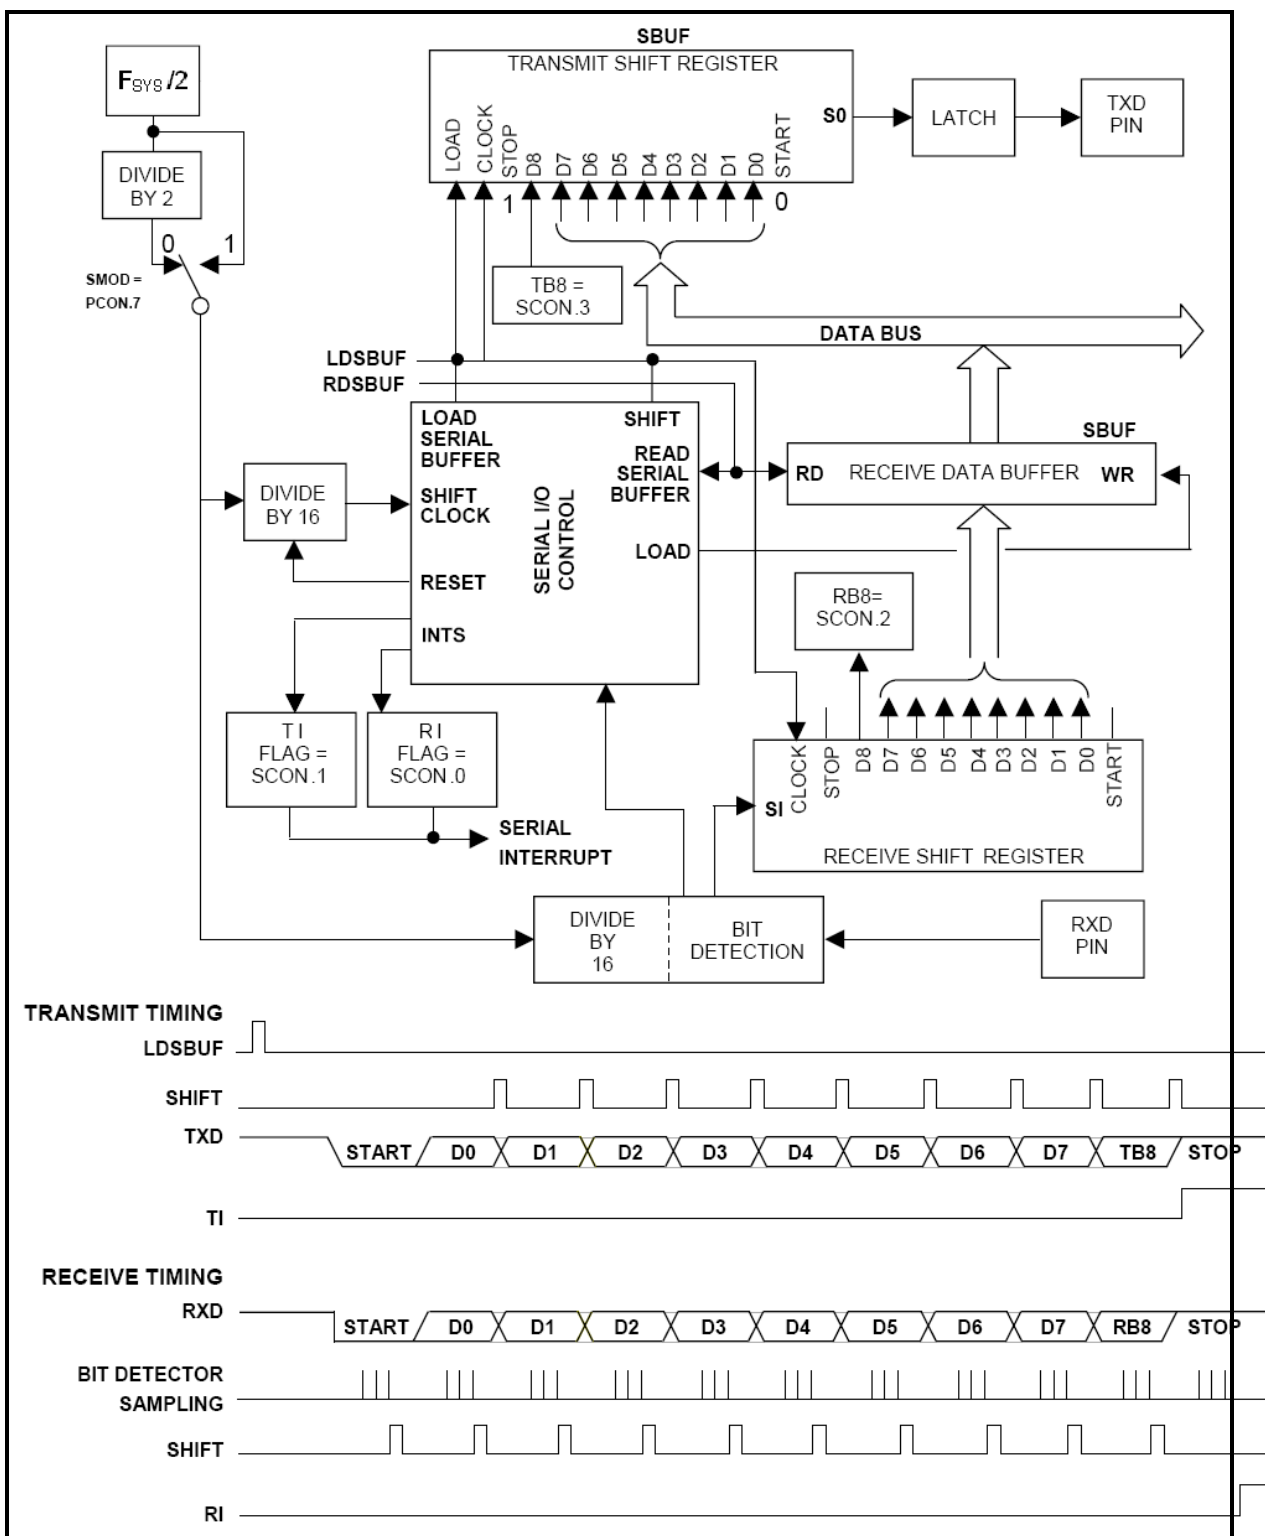 SBUF
TRANSMIT SHIFT REGISTER
FSYS/2
LOAD
CLOCK
STOP
D8
D7
D6
D5
D4
D3
D2
D1
D0
START
S0
LATCH
TXD
PIN
DIVIDE
BY 2
1
0
0
1
SMOD =
PCON.7
TB8 =
SCON.3
DATA BUS
LDSBUF
RDSBUF
LOAD
SERIAL
BUFFER
SHIFT
READ
SERIAL
BUFFER
SBUF
RD
RECEIVE DATA BUFFER
WR
DIVIDE
BY 16
SHIFT
CLOCK
SERIAL I/O
CONTROL
LOAD
RESET
INTS
RB8=
SCON.2
TI
FLAG =
SCON.1
RI
FLAG =
SCON.0
SERIAL
INTERRUPT
CLOCK
STOP
D8
D7
D6
D5
D4
D3
D2
D1
D0
START
SI
RECEIVE SHIFT REGISTER
DIVIDE
BY
16
BIT
DETECTION
RXD
PIN
TRANSMIT TIMING
LDSBUF
SHIFT
TXD
START D0 D1 D2 D3 D4 D5 D6 D7 TB8 STOP
TI
RECEIVE TIMING
RXD
START D0 D1 D2 D3 D4 D5 D6 D7 RB8 STOP
BIT DETECTOR
SAMPLING
SHIFT
RI